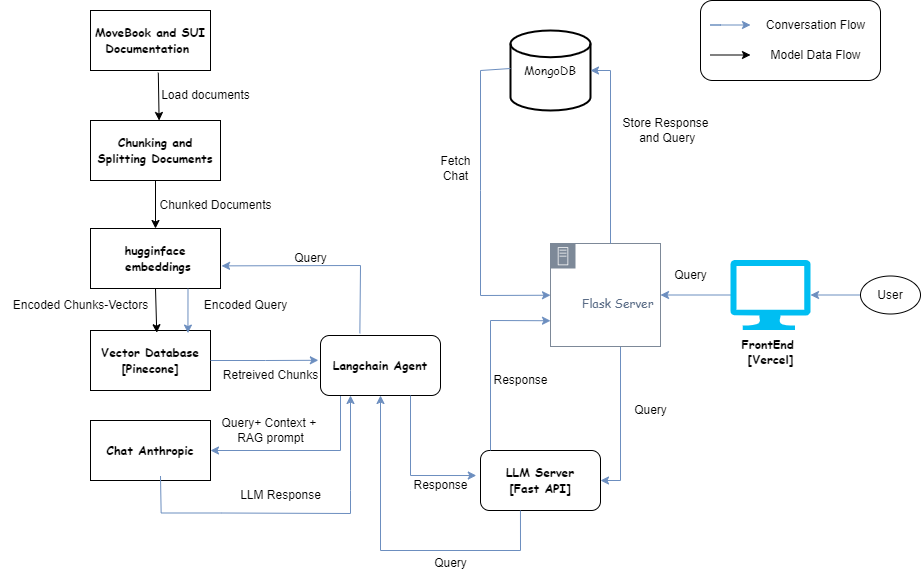 MoveBook and SUI
Documentation
Load documents
Chunking and
Splitting Documents
Chunked Documents
hugginface
embeddings
Encoded Chunks-Vectors
Encoded Query
Vector Database
[Pinecone]
Retreived Chunks
Query
Langchain Agent
Chat Anthropic
Query+ Context +
RAG prompt
LLM Response
Response
LLM Server
[Fast API]
Query
Response
Query
MongoDB
Fetch
Chat
Store Response
and Query
Flask Server
Query
FrontEnd
[Vercel]
User
Conversation Flow
Model Data Flow